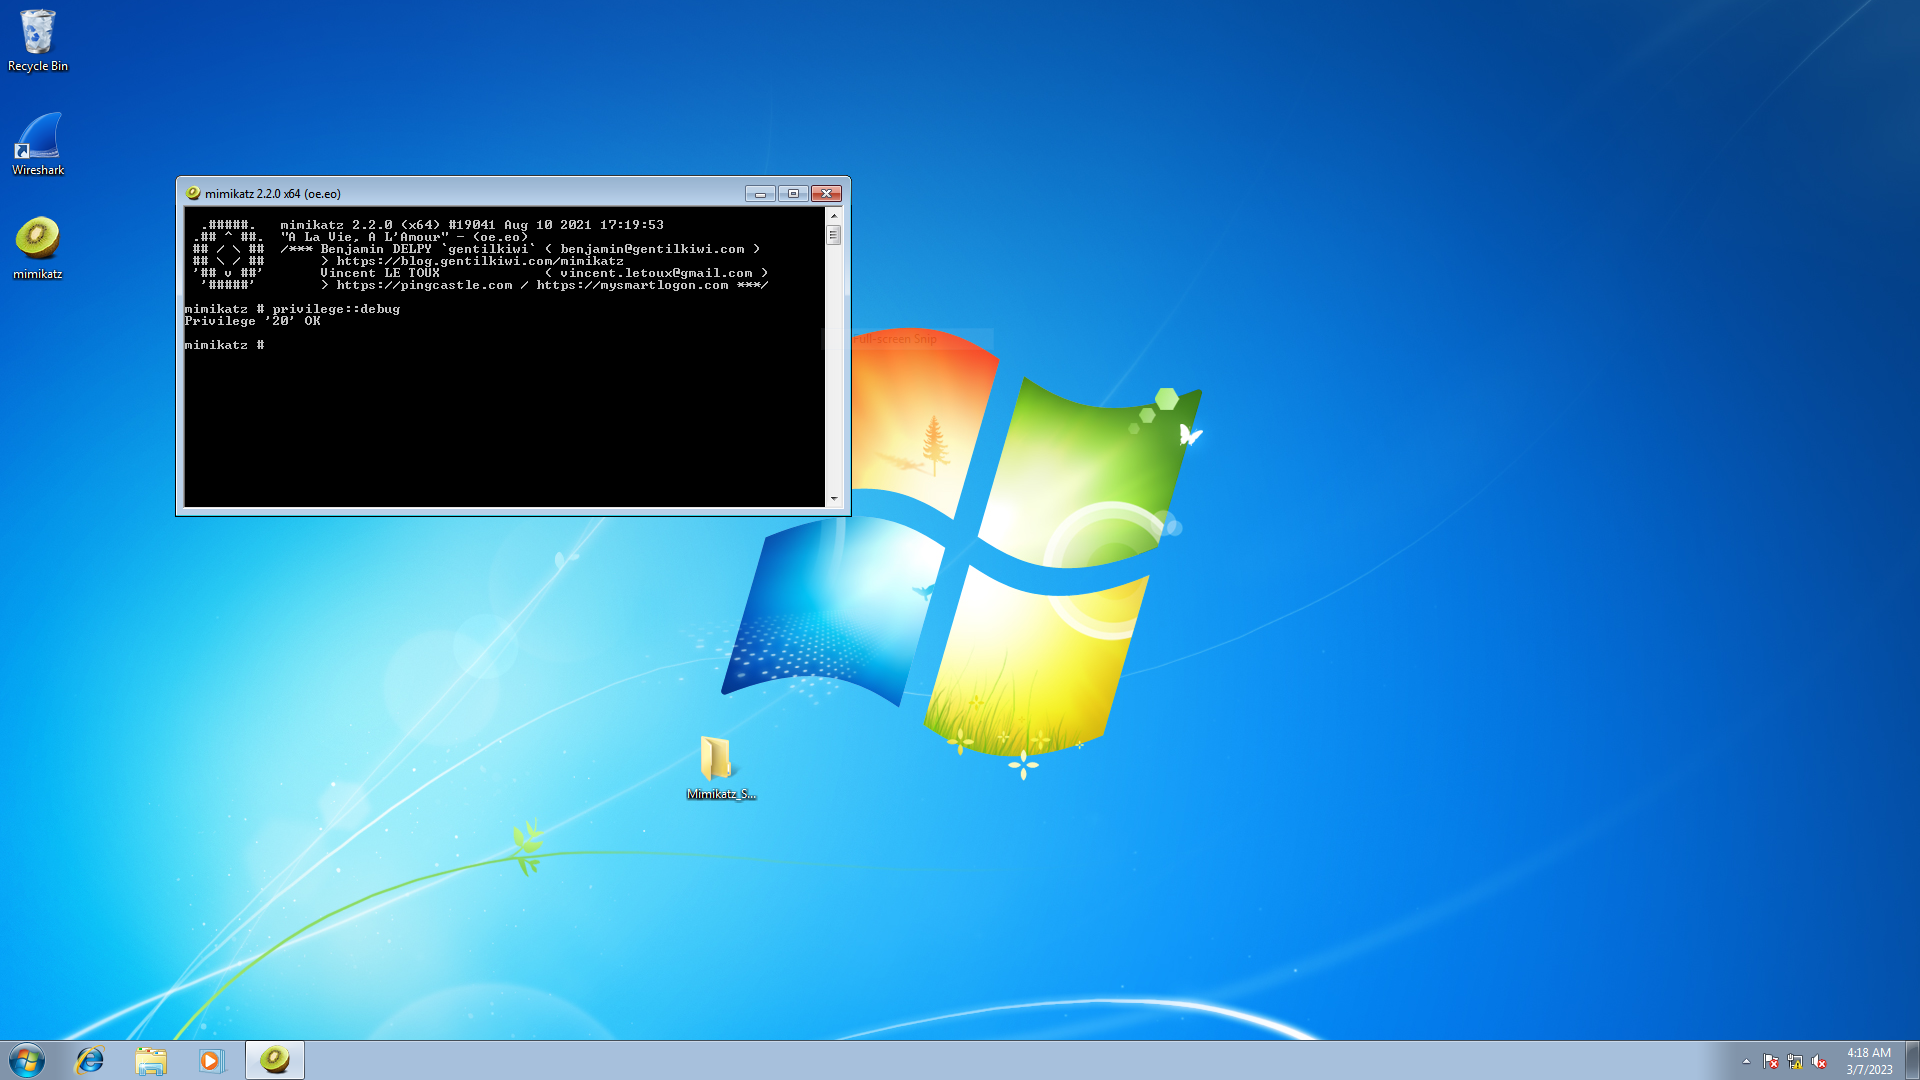 Recycle Bin
Wireshark
mimikatz
mimikatz 2.2.0 x64 (oe.eo)
.#####.   mimikatz 2.2.0 (x64) #19041 Aug 10 2021 17:19:53
.## ^ ##.  "A La Vie, A L'Amour" - (oe.eo)
## / \ ##  /*** Benjamin DELPY `gentilkiwi` ( benjamin@gentilkiwi.com )
## \ / ##       > https://blog.gentilkiwi.com/mimikatz
'## v ##'       Vincent LE TOUX             ( vincent.letoux@gmail.com )
'#####'        > https://pingcastle.com / https://mysmartlogon.com ***/
mimikatz # privilege::debug
Privilege '20' OK
mimikatz #
Full-screen Snip
Mimikatz_S...
4:18 AM
3/7/2023